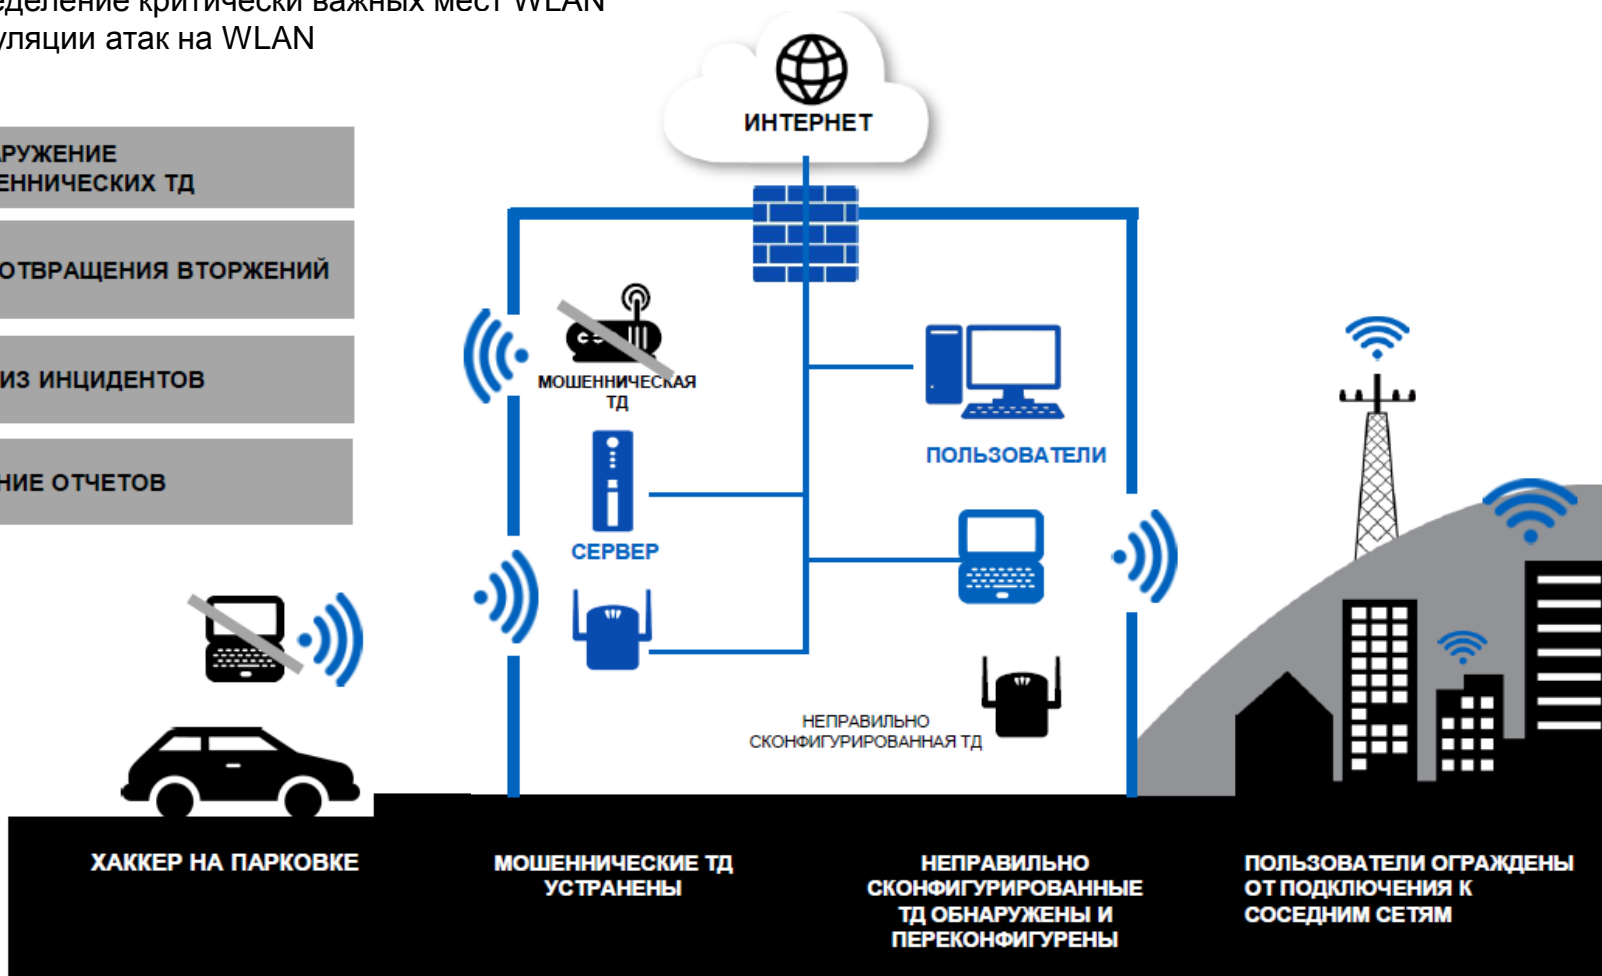 еделение критически важных мест WLAN
уляции атак на WLAN
ИНТЕРНЕТ
АРУЖЕНИЕ
ЕННИЧЕСКИХ ТД
ОТВРАЩЕНИЯ ВТОРЖЕНИЙ
ИЗ ИНЦИДЕНТОВ
НИЕ ОТЧЕТОВ
МОШЕННИЧЕСКАЯ
ТД
ПОЛЬЗОВАТЕЛИ
СЕРВЕР
НЕПРАВИЛЬНО
СКОНФИГУРИРОВАННАЯ ТД
ХАККЕР НА ПАРКОВКЕ
МОШЕННИЧЕСКИЕ ТД
УСТРАНЕНЫ
НЕПРАВИЛЬНО
СКОНФИГУРИРОВАННЫЕ
ТД ОБНАРУЖЕНЫ И
ПЕРЕКОНФИГУРЕНЫ
ПОЛЬЗОВАТЕЛИ ОГРАЖДЕНЫ
ОТ ПОДКЛЮЧЕНИЯ К
СОСЕДНИМ СЕТЯМ